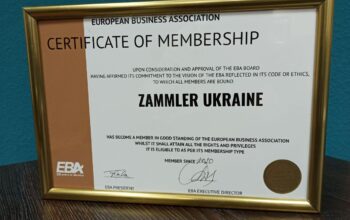 EUROPEAN BUSINESS ASSOCIATION
CERTIFICATE OF MEMBERSHIP
UPON CONSIDERATION AND APPROVAL OF THE EBA BOARD
HAVING AFFIRMED ITS COMMITMENT TO THE VISION OF THE EBA REFLECTED IN ITS CODE OR ETHICS,
TO WHICH ALL MEMBERS ARE BOUND
ZAMMLER UKRAINE
HAS BECOME A MEMBER IN GOOD STANDING OF THE EUROPEAN BUSINESS ASSOCIATION
WHILST IT SHALL ATTAIN ALL THE RIGHTS AND PRIVILEGES
IT IS ELIGIBLE TO AS PER ITS MEMBERSHIP TYPE
MEMBER SINCE 2020
EBA
EBA PRESIDENT
EBA EXECUTIVE DIRECTOR